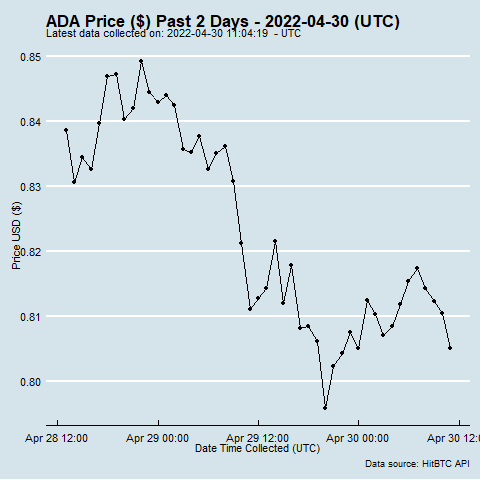 ADA Price ($) Past 2 Days - 2022-04-30 (UTC)
Latest data collected on: 2022-04-30 11:04:19 - UTC
0.85
0.84
0.83
0.82
0.81
0.80
Price USD ($)
Apr 28 12:00 Apr 29 00:00 Apr 29 12:00 Apr 30 00:00 Apr 30 12:0
Date Time Collected (UTC)
Data source: HitBTC API